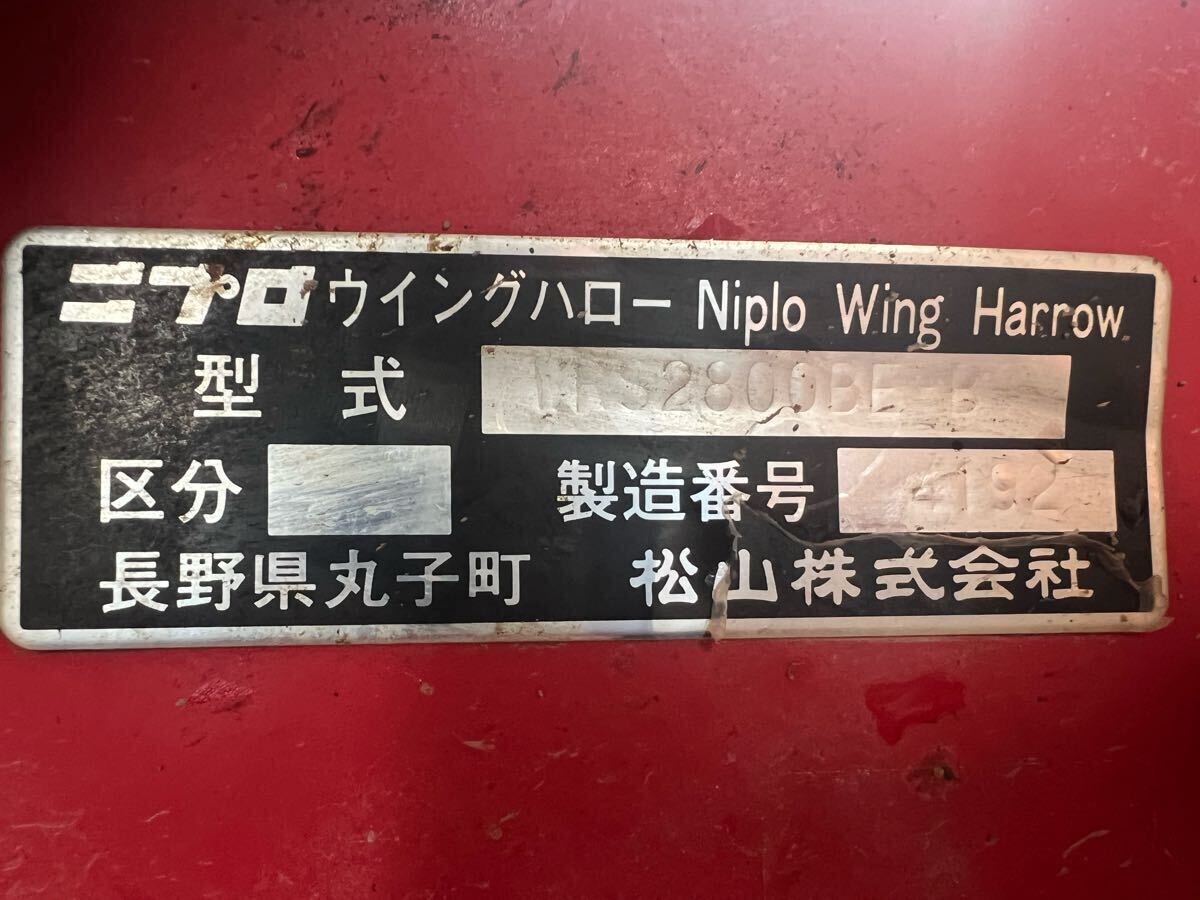 ニプロ ウイングハロー Niplo Wing Harrow
型式
区分 製造番号 4192
長野県丸子町 松山株式会社